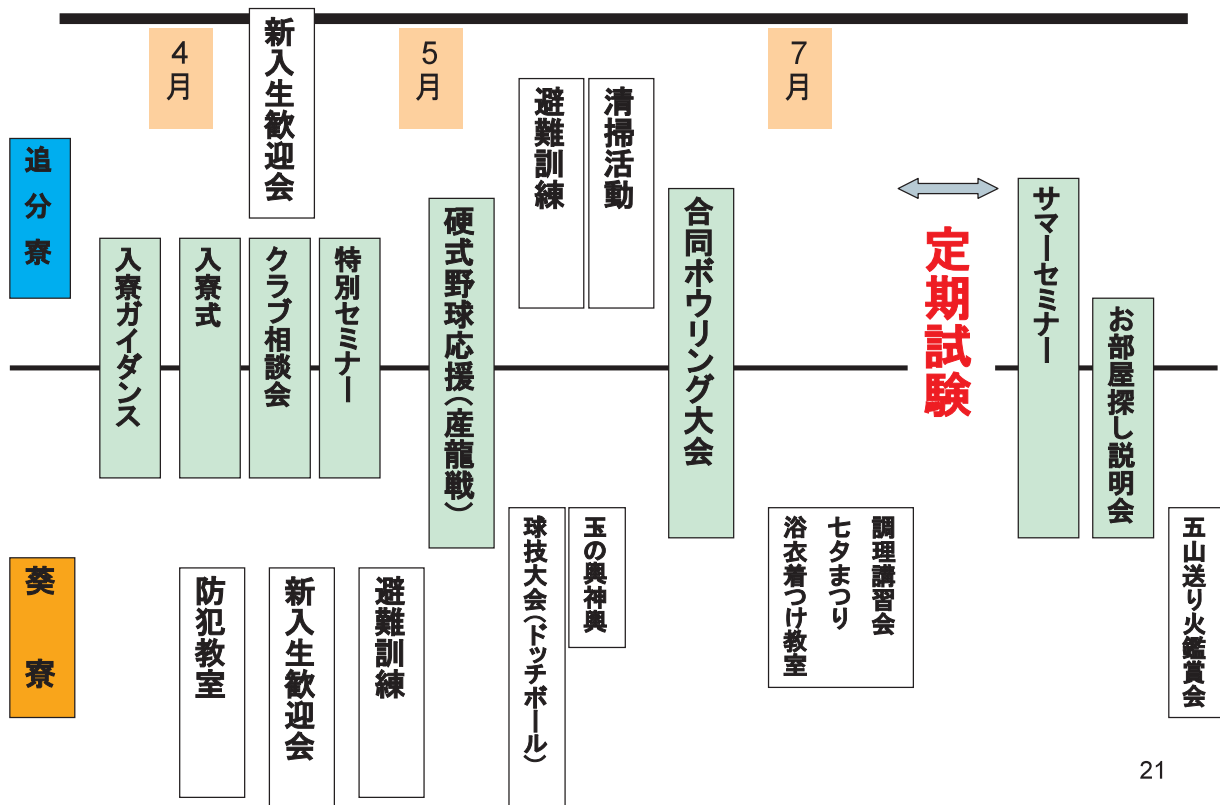 4月
5月
7月
追分寮
新入生歓迎会
避難訓練
清掃活動
入寮ガイダンス
入寮式
クラブ相談会
特別セミナー
硬式野球応援(産龍戦)
合同ボウリング大会
定期試験
サマーセミナー
お部屋探し説明会
葵寮
防犯教室
新入生歓迎会
避難訓練
球技大会(ドッチボール)
玉の輿神輿
調理講習会
七夕まつり
浴衣着つけ教室
五山送り火鑑賞会
21